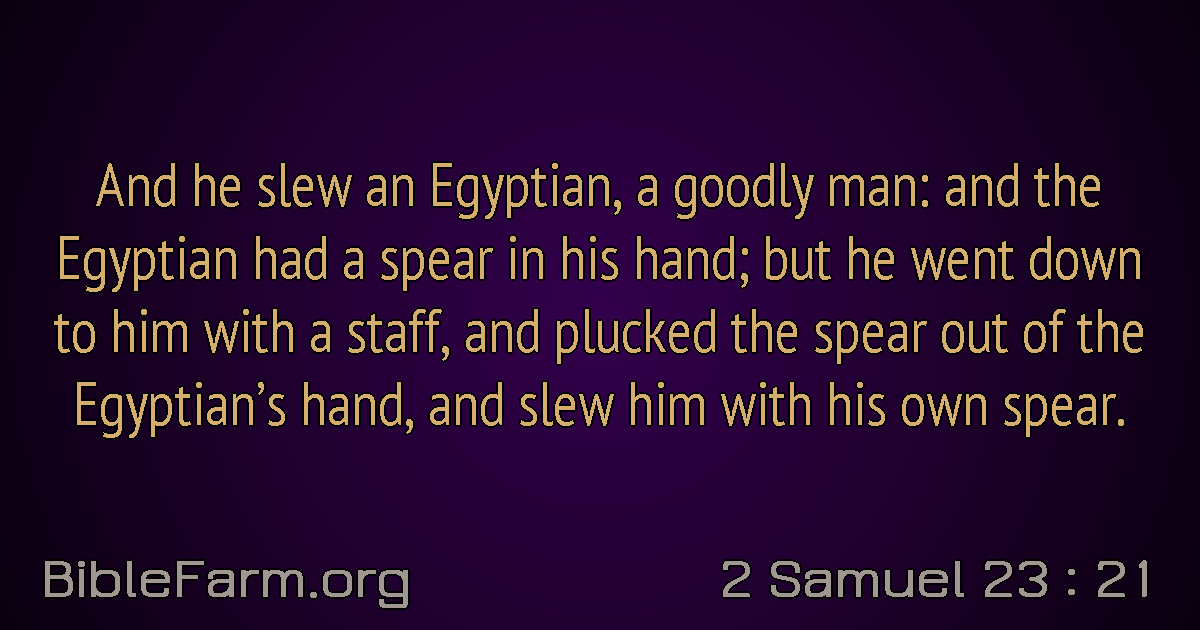 And he slew an Egyptian, a goodly man: and the
Egyptian had a spear in his hand; but he went down
to him with a staff, and plucked the spear out of the
Egyptian’s hand, and slew him with his own spear.
BibleFarm.org
2 Samuel 23 : 21